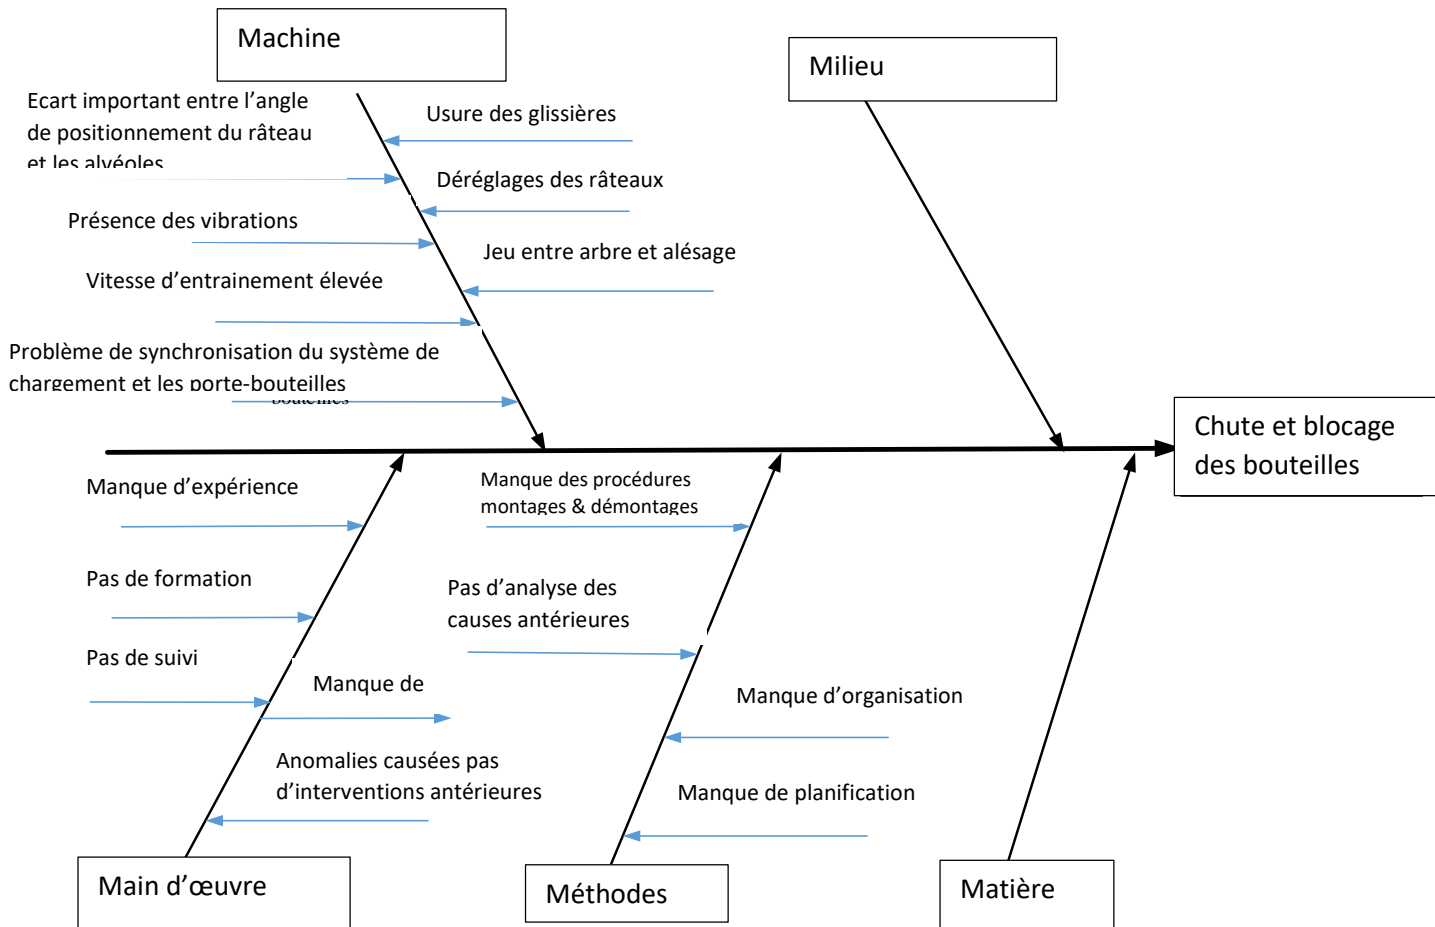 Machine
Milieu
Ecart important entre l’angle
de positionnement du râteau
et les alvéoles
Usure des glissières
Déréglages des râteaux
Présence des vibrations
Jeu entre arbre et alésage
Vitesse d’entrainement élevée
Problème de synchronisation du système de
chargement et les porte-bouteilles
bouteilles
Chute et blocage
des bouteilles
Manque d’expérience
Manque des procédures
montages & démontages
Pas de formation
Pas d’analyse des
causes antérieures
Pas de suivi
Manque de
Manque d’organisation
Anomalies causées pas
d’interventions antérieures
Manque de planification
Main d’œuvre
Méthodes
Matière